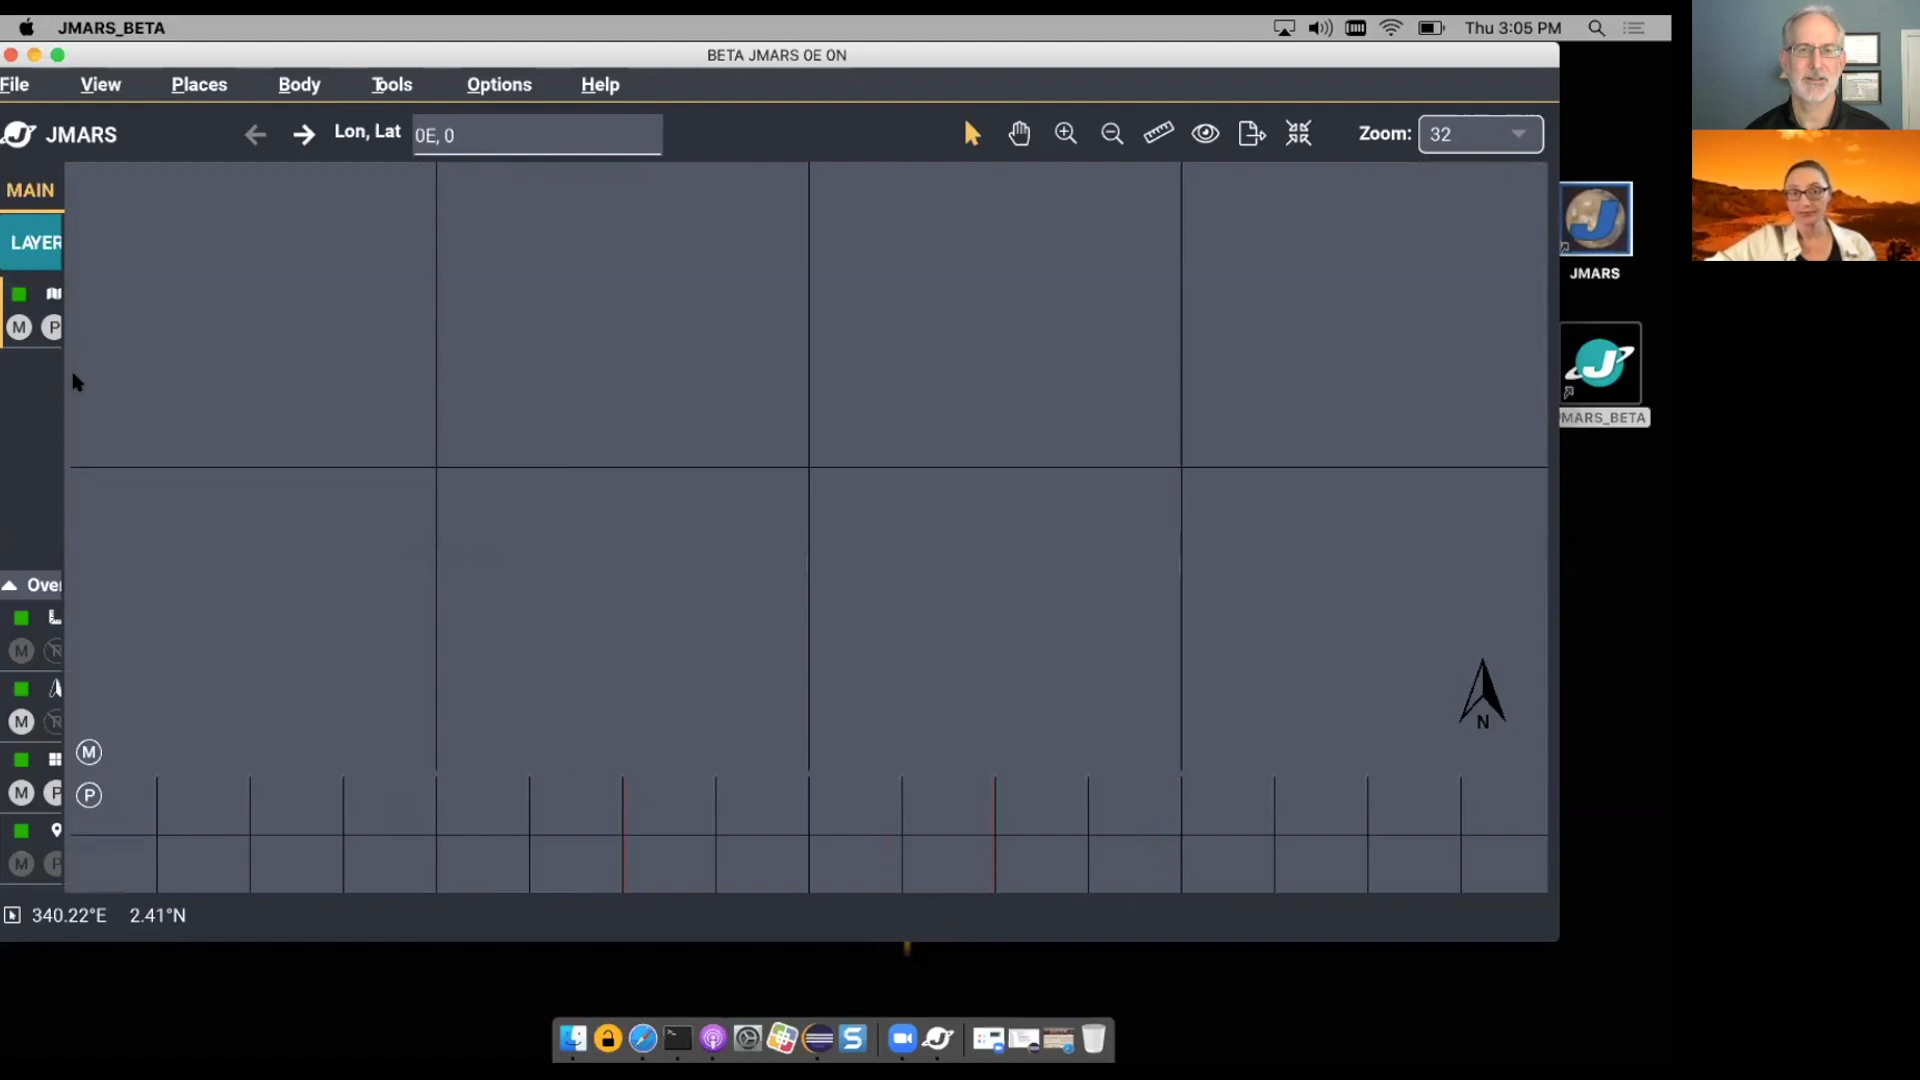 JMARS_BETA
Thu 3:05 PM
BETA JMARS 0E 0N
File View Places Body Tools Options Help
JMARS
Lon, Lat
0E, 0
Zoom: 32
MAIN
LAYER
M P
Over
M R
M R
M P
M P
M
P
N
340.22°E 2.41°N
J
JMARS
J
MARS_BETA
S